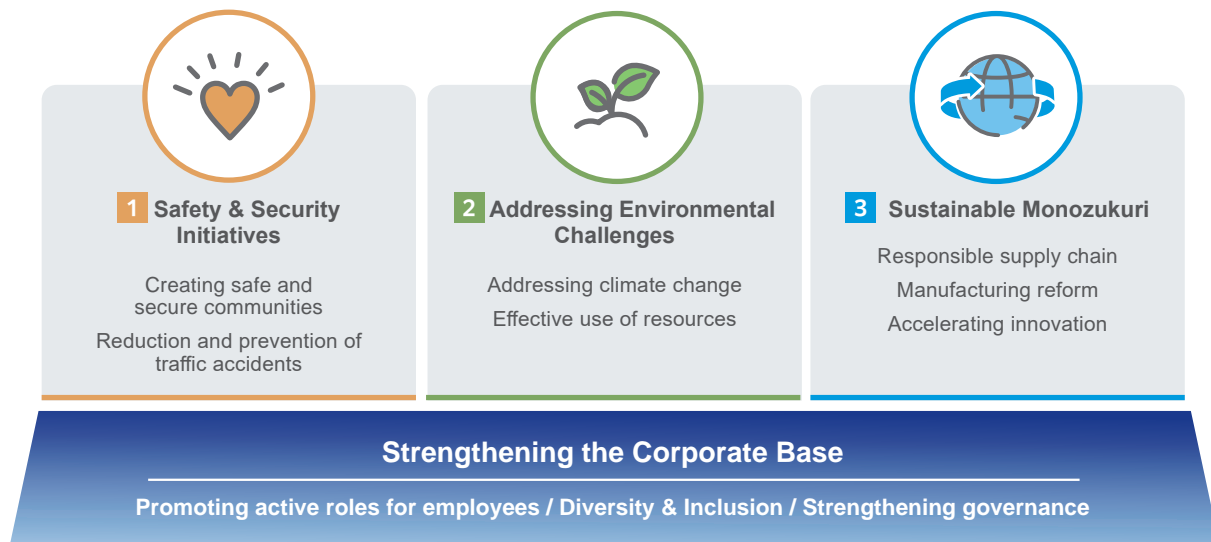 1 Safety & Security
Initiatives
Creating safe and
secure communities
Reduction and prevention of
traffic accidents
2 Addressing Environmental
Challenges
Addressing climate change
Effective use of resources
3 Sustainable Monozukuri
Responsible supply chain
Manufacturing reform
Accelerating innovation
Strengthening the Corporate Base
Promoting active roles for employees / Diversity & Inclusion / Strengthening governance